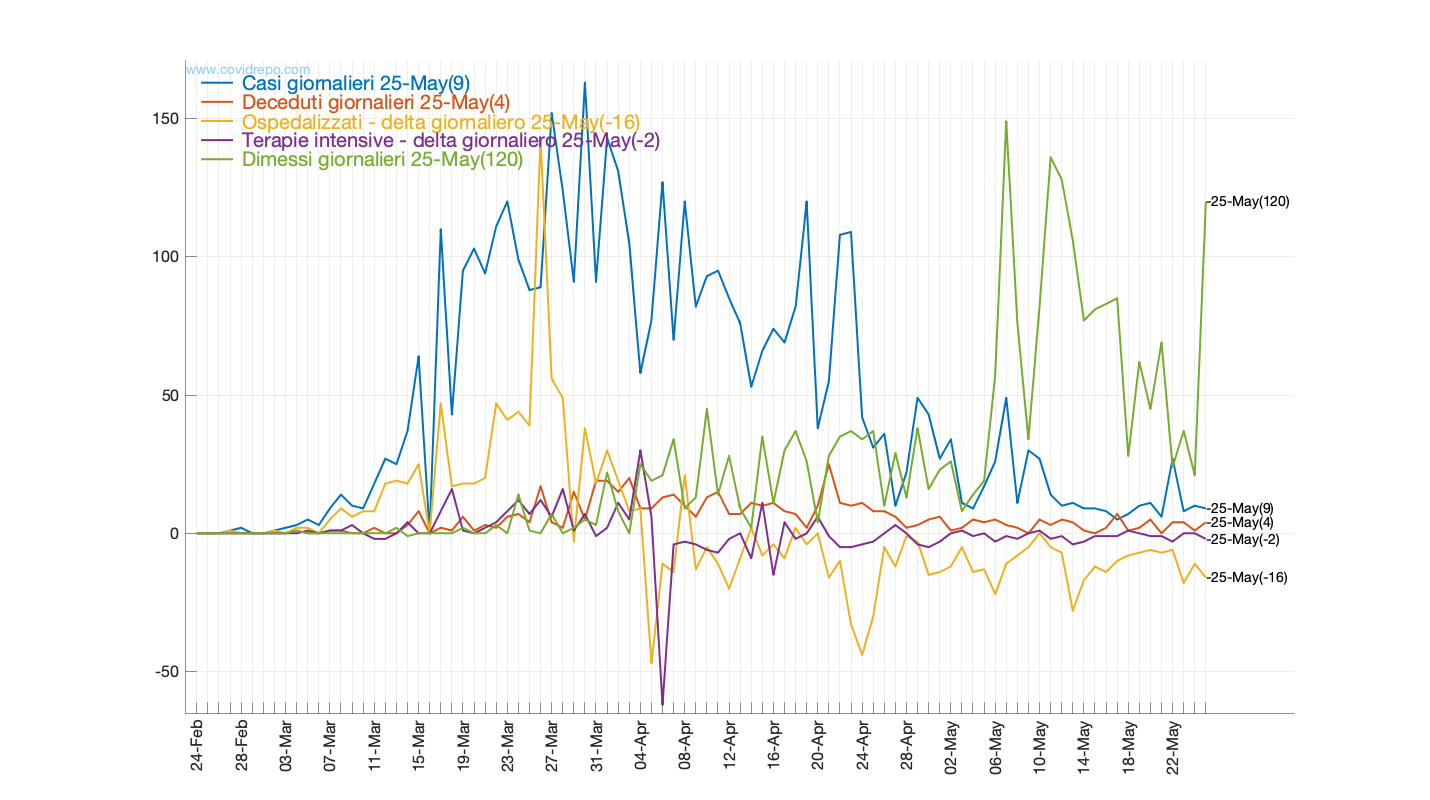 www.covidrepo.com
Casi giornalieri 25-May(9)
Deceduti giornalieri 25-May(4)
Ospedalizzati - delta giornaliero 25-May(-16)
Terapie intensive - delta giornaliero 25-May(-2)
Dimessi giornalieri 25-May(120)
150
100
50
0
-50
-25-May(120)
-25-May(9)
-25-May(4)
-25-May(-2)
-25-May(-16)
24-Feb
28-Feb
03-Mar
07-Mar
11-Mar
15-Mar
19-Mar
23-Mar
27-Mar
31-Mar
04-Apr
08-Apr
12-Apr
16-Apr
20-Apr
24-Apr
28-Apr
02-May
06-May
10-May
14-May
18-May
22-May